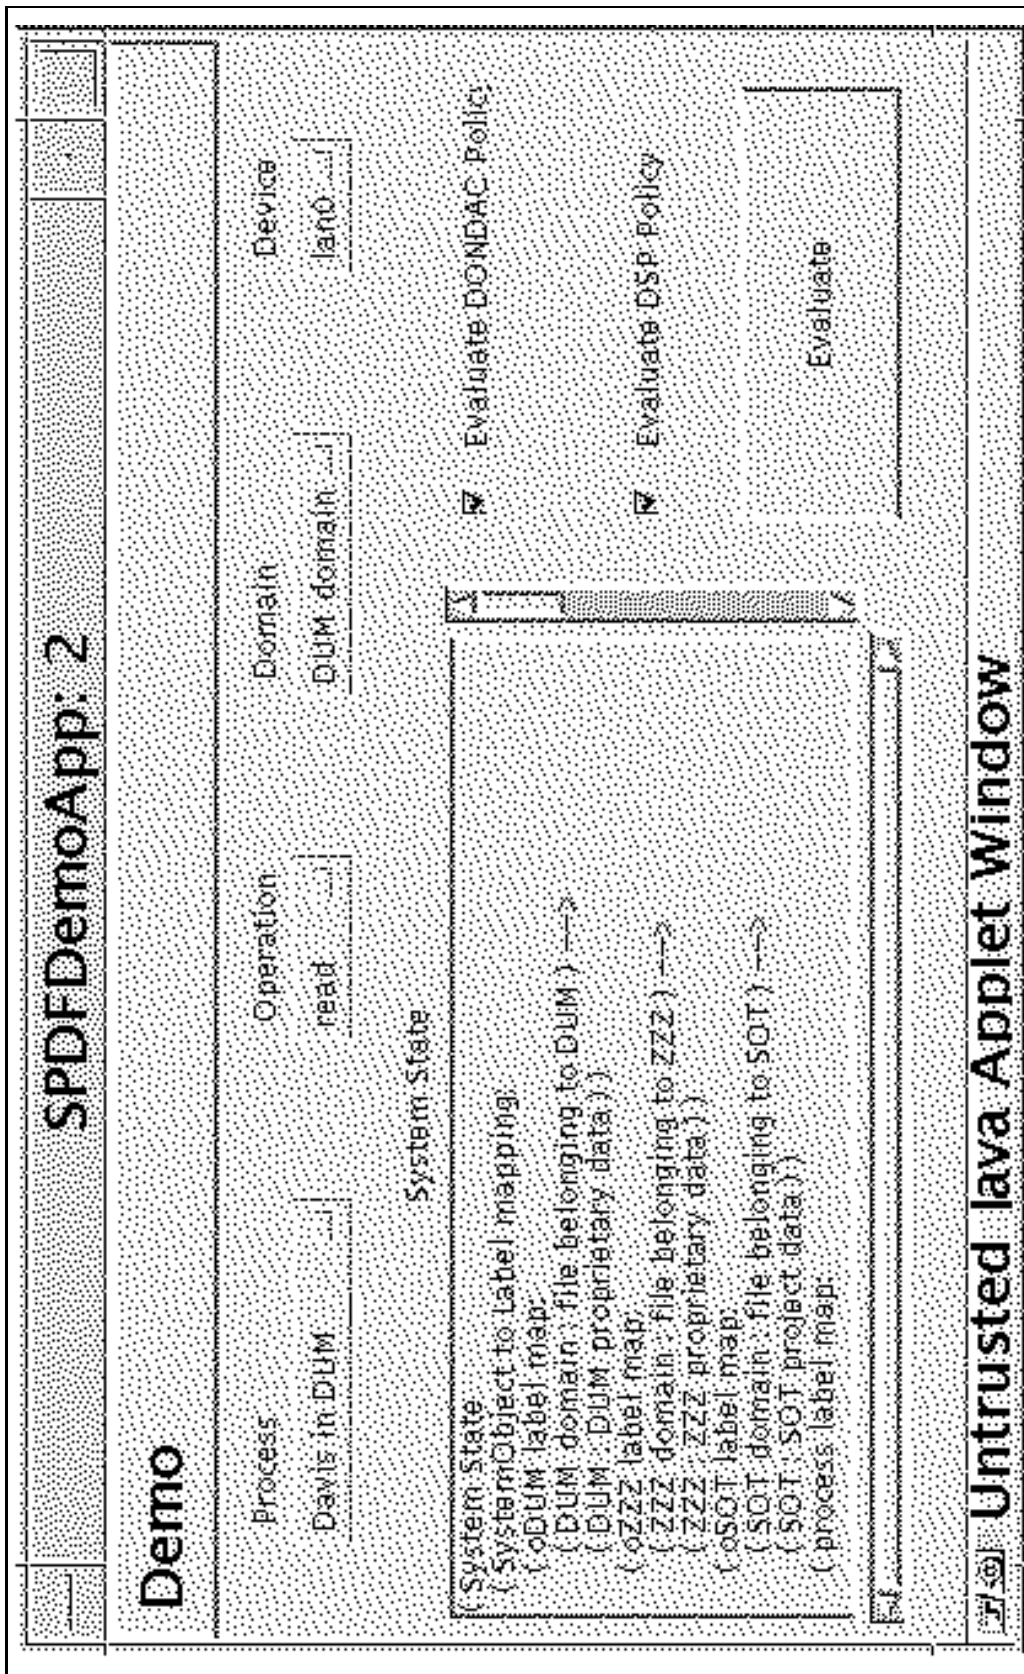 SPDFDemoApp: 2
Demo
Process Operation Domain Device
Davis in DUM read DUM domain lan0
System State
(System State:
(SystemObject to Label mapping:
(oDUM label map:
(DUM domain : file belonging to DUM) --->
(DUM : DUM proprietary data))
(oZZZ label map:
(ZZZ domain : file belonging to ZZZ) --->
(ZZZ : ZZZ proprietary data))
(oSOT label map:
(SOT domain : file belonging to SOT) --->
(SOT : SOT project data))
(process label map:
Evaluate DONDAC Policy
Evaluate DSP Policy
Evaluate
Untrusted Java Applet Window